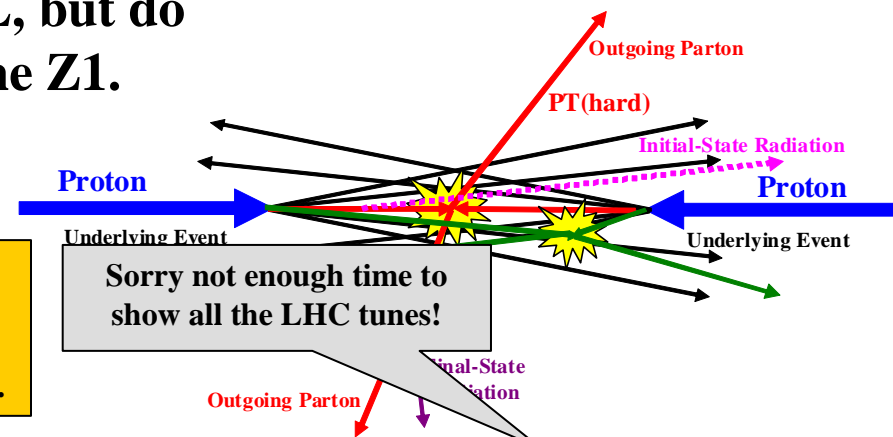 but do
Z1.
Outgoing Parton
PT(hard)
Initial-State Radiation
Proton
Proton
Underlying Event
Underlying Event
Sorry not enough time to
show all the LHC tunes!
Outgoing Parton